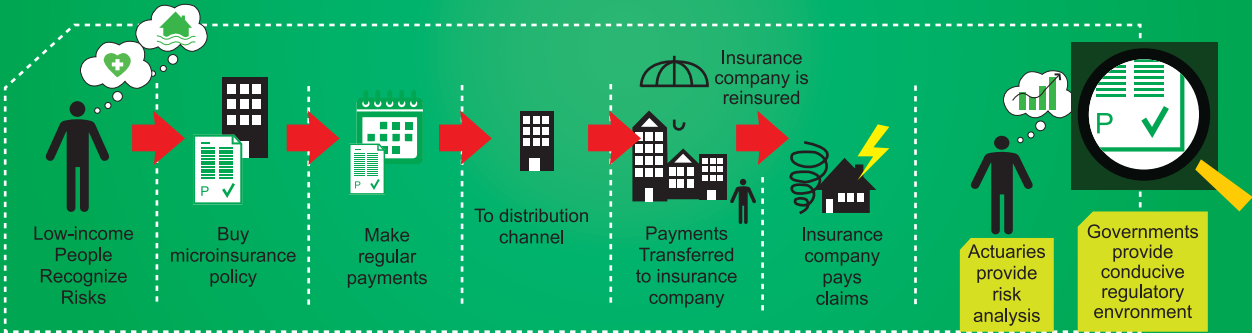 Low-income
People
Recognize
Risks
P
Buy
microinsurance
policy
P
Make
regular
payments
To distribution
channel
Insurance
company is
reinsured
Payments
Transferred
to insurance
company
Insurance
company
pays
claims
Actuaries
provide
risk
analysis
P
Governments
provide
conducive
regulatory
envronment